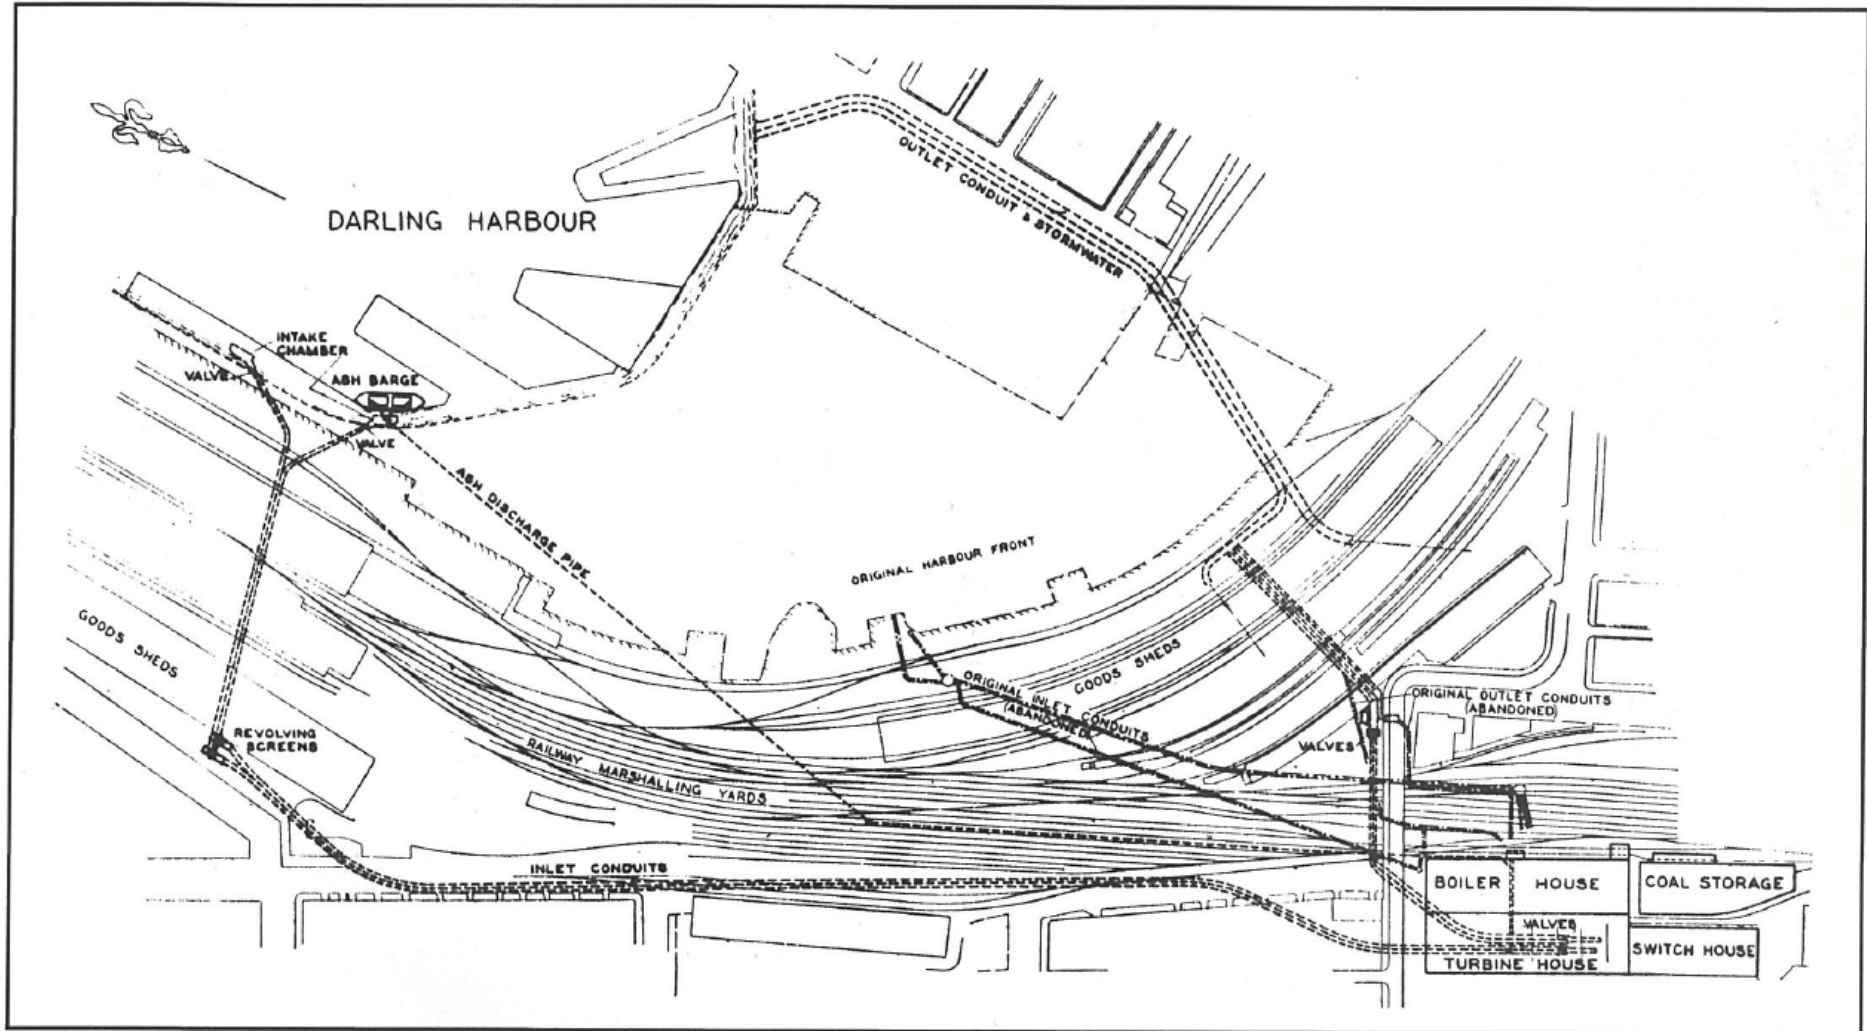 DARLING HARBOUR
OUTLET CONDUIT & STORMWATER
INTAKE
CHAMBER
VALVE
ASH BARGE
VALVE
ASH DISCHARGE PIPE
ORIGINAL HARBOUR FRONT
GOODS SHEDS
GOODS SHEDS
ORIGINAL INLET CONDUITS
(ABANDONED)
ORIGINAL OUTLET CONDUITS
(ABANDONED)
REVOLVING
SCREENS
VALVES
RAILWAY MARSHALLING YARDS
INLET CONDUITS
BOILER HOUSE
COAL STORAGE
VALVES
SWITCH HOUSE
TURBINE HOUSE